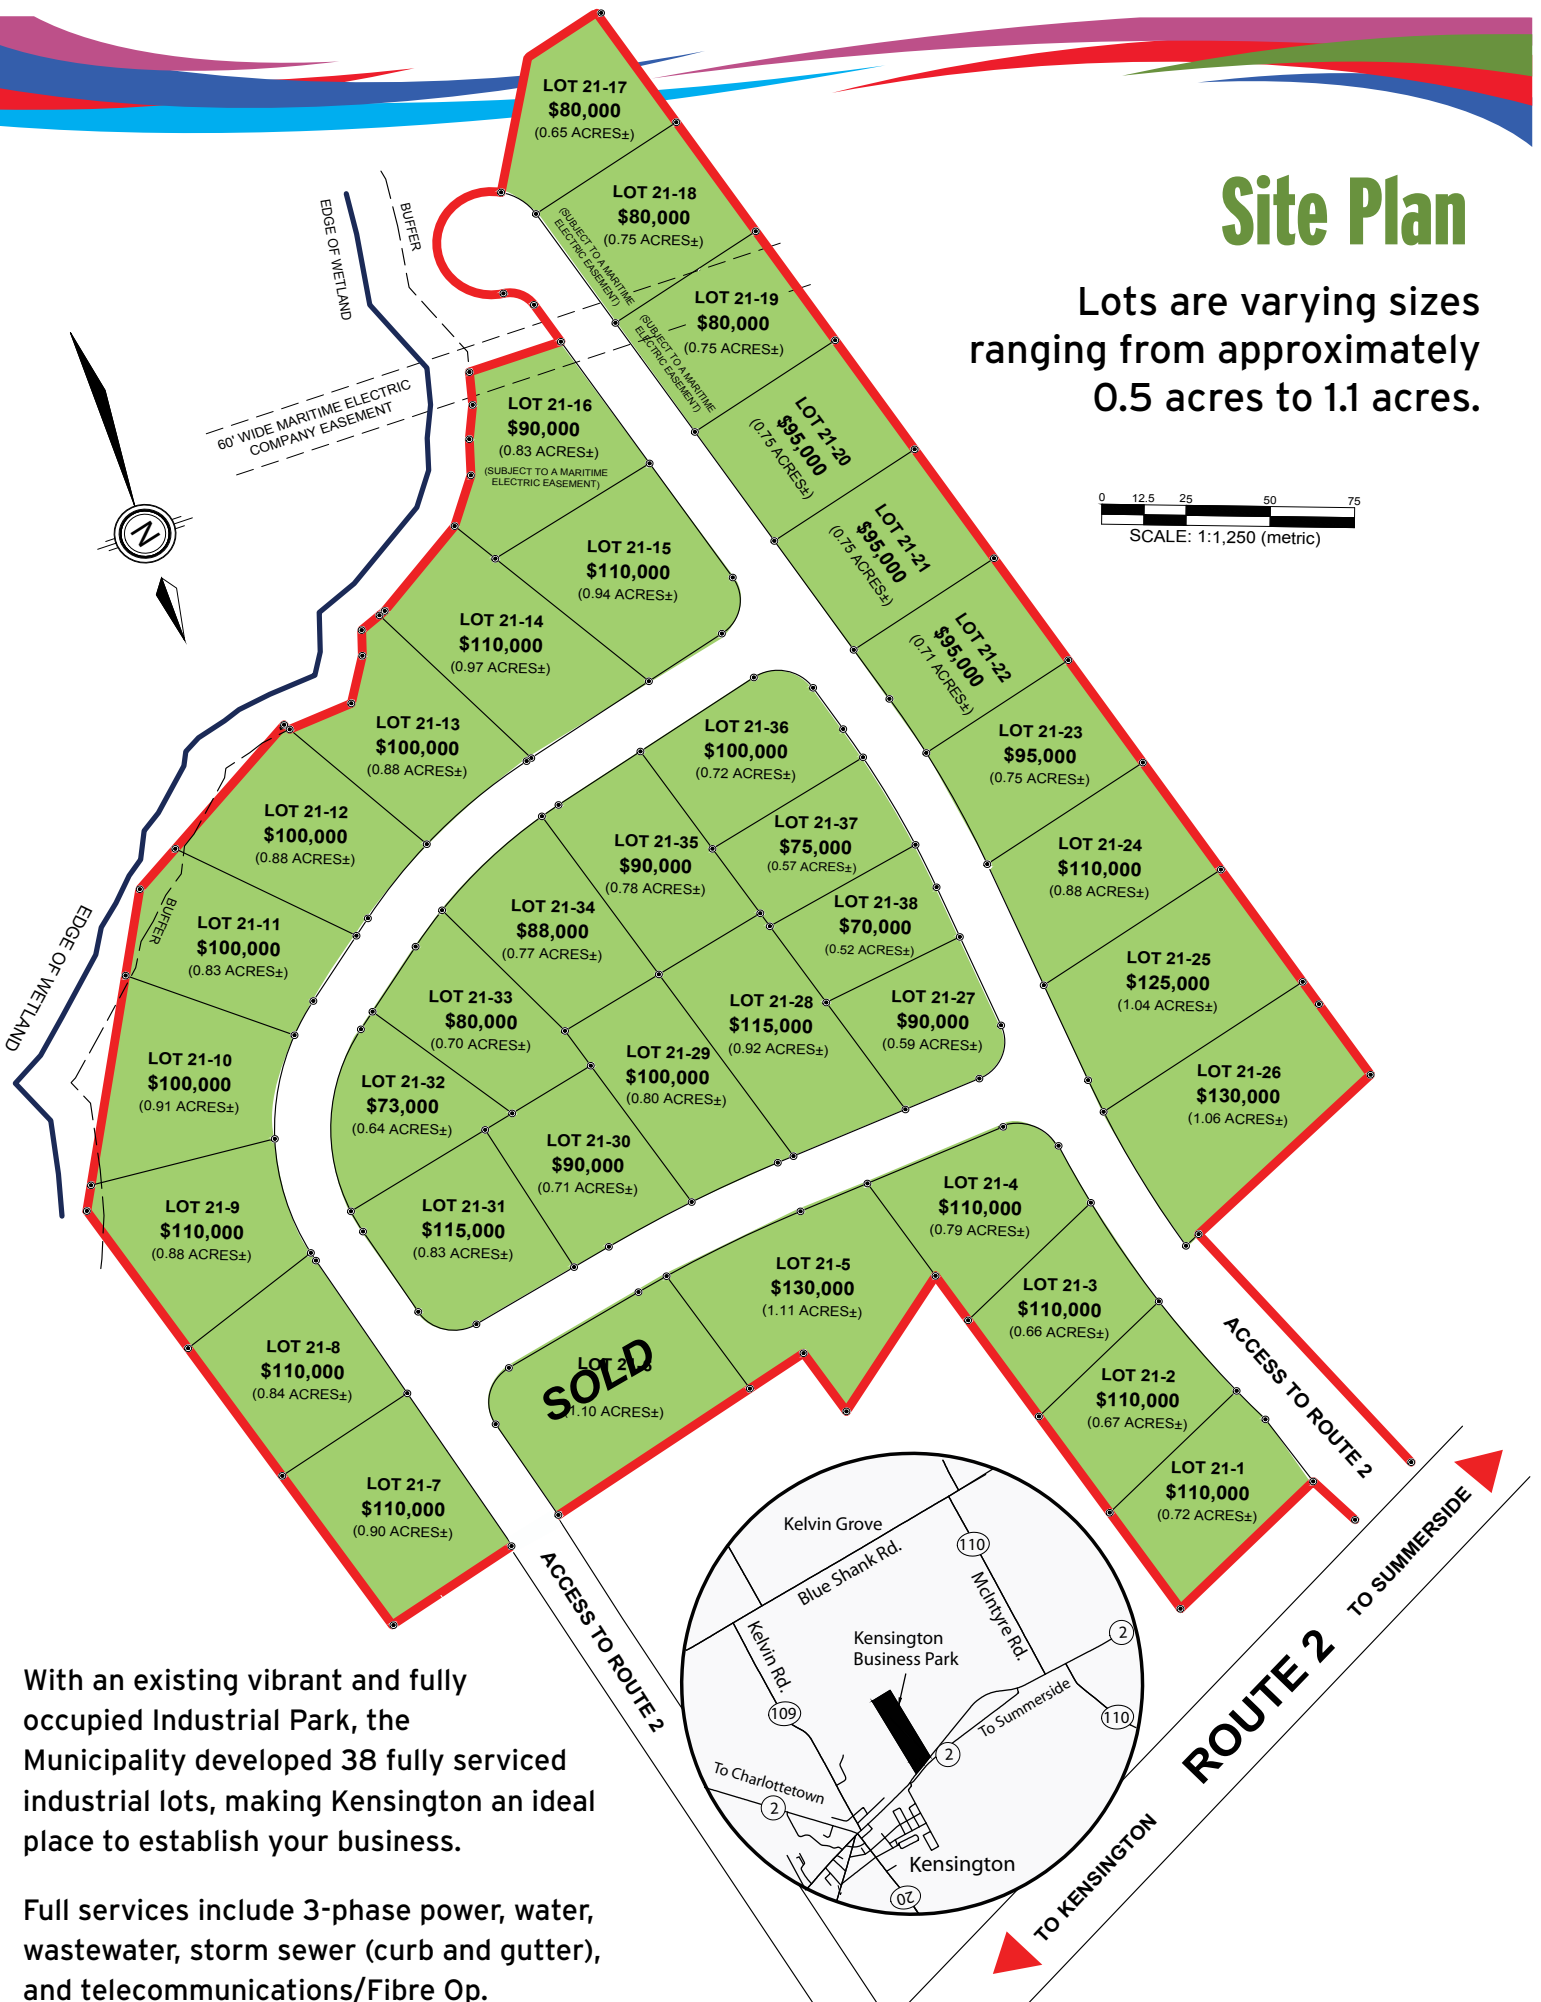 Site Plan
Lots are varying sizes
ranging from approximately
0.5 acres to 1.1 acres.
0 12.5 25 50 75
SCALE: 1:1,250 (metric)
LOT 21-17
$80,000
(0.65 ACRES±)
LOT 21-18
$80,000
(0.75 ACRES±)
(SUBJECT TO A MARITIME
ELECTRIC EASEMENT)
LOT 21-19
$80,000
(0.75 ACRES±)
(SUBJECT TO A MARITIME
ELECTRIC EASEMENT)
EDGE OF WETLAND
BUFFER
60' WIDE MARITIME ELECTRIC
COMPANY EASEMENT
N
LOT 21-16
$90,000
(0.83 ACRES±)
(SUBJECT TO A MARITIME
ELECTRIC EASEMENT)
LOT 21-20
$95,000
(0.75 ACRES±)
LOT 21-21
$95,000
(0.75 ACRES±)
LOT 21-22
$95,000
(0.71 ACRES±)
LOT 21-15
$110,000
(0.94 ACRES±)
LOT 21-14
$110,000
(0.97 ACRES±)
LOT 21-13
$100,000
(0.88 ACRES±)
LOT 21-36
$100,000
(0.72 ACRES±)
LOT 21-23
$95,000
(0.75 ACRES±)
LOT 21-12
$100,000
(0.88 ACRES±)
LOT 21-35
$90,000
(0.78 ACRES±)
LOT 21-37
$75,000
(0.57 ACRES±)
LOT 21-24
$110,000
(0.88 ACRES±)
LOT 21-11
$100,000
(0.83 ACRES±)
BUFFER
EDGE OF WETLAND
LOT 21-34
$88,000
(0.77 ACRES±)
LOT 21-38
$70,000
(0.52 ACRES±)
LOT 21-25
$125,000
(1.04 ACRES±)
LOT 21-33
$80,000
(0.70 ACRES±)
LOT 21-28
$115,000
(0.92 ACRES±)
LOT 21-27
$90,000
(0.59 ACRES±)
LOT 21-10
$100,000
(0.91 ACRES±)
LOT 21-29
$100,000
(0.80 ACRES±)
LOT 21-32
$73,000
(0.64 ACRES±)
LOT 21-26
$130,000
(1.06 ACRES±)
LOT 21-30
$90,000
(0.71 ACRES±)
LOT 21-9
$110,000
(0.88 ACRES±)
LOT 21-31
$115,000
(0.83 ACRES±)
LOT 21-4
$110,000
(0.79 ACRES±)
LOT 21-5
$130,000
(1.11 ACRES±)
LOT 21-3
$110,000
(0.66 ACRES±)
LOT 21-8
$110,000
(0.84 ACRES±)
SOLD
1.10 ACRES±)
LOT 21-2
$110,000
(0.67 ACRES±)
LOT 21-7
$110,000
(0.90 ACRES±)
LOT 21-1
$110,000
(0.72 ACRES±)
ACCESS TO ROUTE 2
ACCESS TO ROUTE 2
TO SUMMERSIDE
ROUTE 2
TO KENSINGTON
Kelvin Grove
Blue Shank Rd.
110
McIntyre Rd.
Kelvin Rd.
Kensington
Business Park
2
109
To Summerside
110
2
To Charlottetown
2
Kensington
20
With an existing vibrant and fully
occupied Industrial Park, the
Municipality developed 38 fully serviced
industrial lots, making Kensington an ideal
place to establish your business.
Full services include 3-phase power, water,
wastewater, storm sewer (curb and gutter),
and telecommunications/Fibre Op.